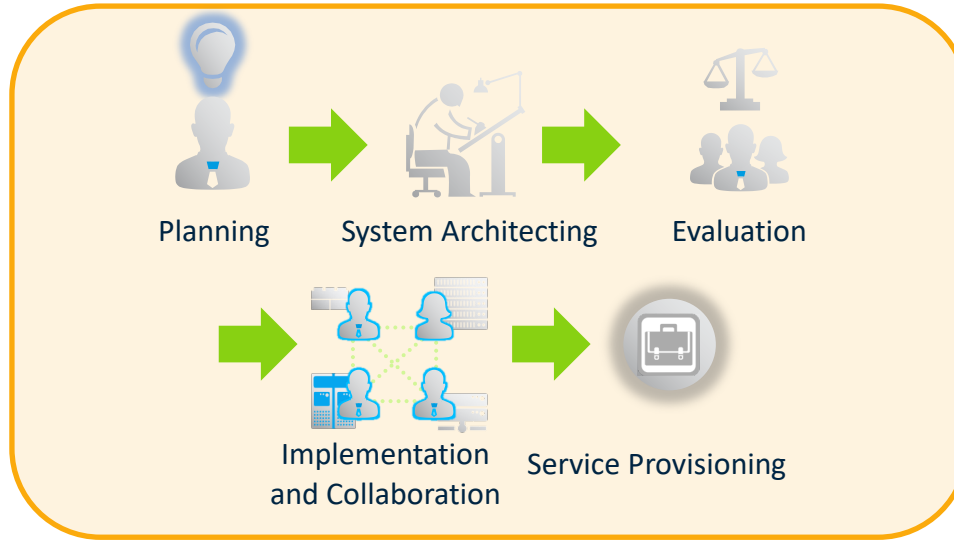 Planning
System Architecting
Evaluation
Implementation
and Collaboration
Service Provisioning